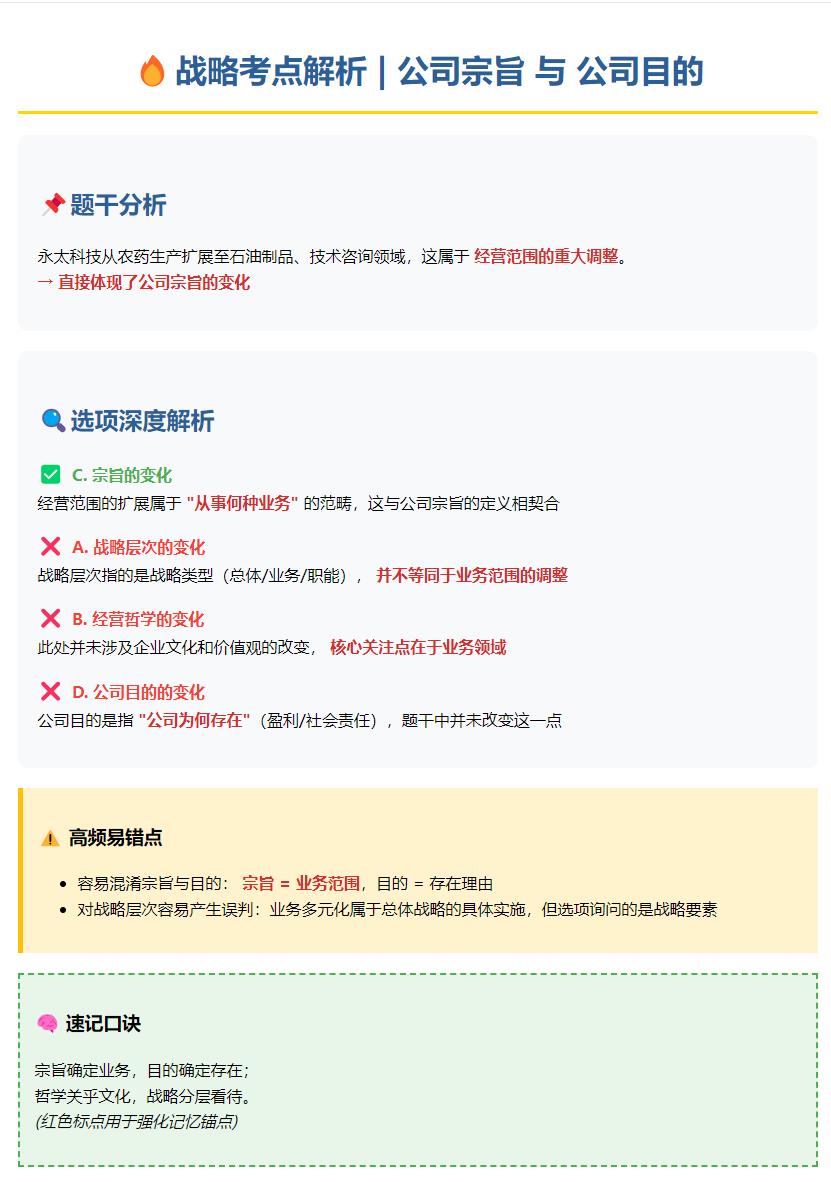 🔥 战略考点解析 | 公司宗旨 与 公司目的
📌 题干分析
永太科技从农药生产扩展至石油制品、技术咨询领域，这属于 经营范围的重大调整。
→ 直接体现了公司宗旨的变化
🔍 选项深度解析
✅ C. 宗旨的变化
经营范围的扩展属于 "从事何种业务" 的范畴，这与公司宗旨的定义相契合
❌ A. 战略层次的变化
战略层次指的是战略类型（总体/业务/职能）， 并不等同于业务范围的调整
❌ B. 经营哲学的变化
此处并未涉及企业文化和价值观的改变， 核心关注点在于业务领域
❌ D. 公司目的的变化
公司目的是指 "公司为何存在"（盈利/社会责任），题干中并未改变这一点
⚠️ 高频易错点
• 容易混淆宗旨与目的： 宗旨 = 业务范围，目的 = 存在理由
• 对战略层次容易产生误判：业务多元化属于总体战略的具体实施，但选项询问的是战略要素
🧠 速记口诀
宗旨确定业务，目的确定存在；
哲学关乎文化，战略分层看待。
(红色标点用于强化记忆锚点)